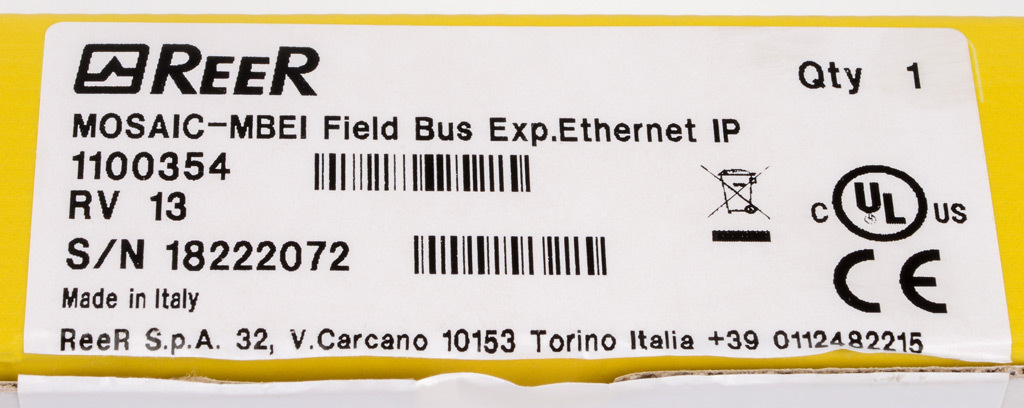 REER
Qty 1
MOSAIC-MBEI Field Bus Exp.Ethernet IP
1100354
RV 13
C UL US
S/N 18222072
CE
Made in Italy
ReeR S.p.A. 32, V.Carcano 10153 Torino Italia +39 0112482215